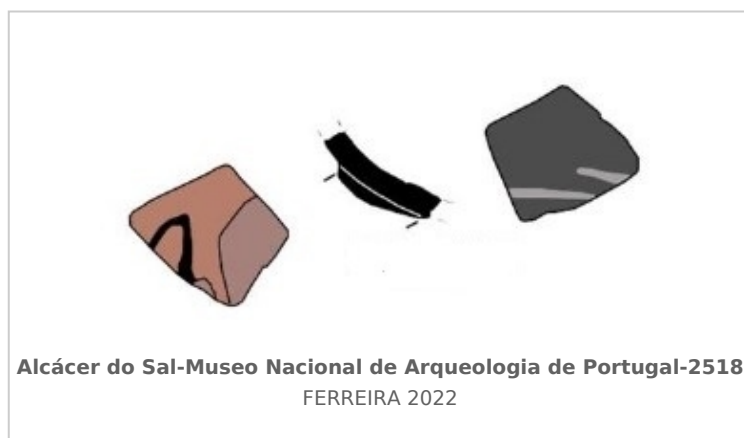 Alcácer do Sal-Museo Nacional de Arqueologia de Portugal-2518
FERREIRA 2022